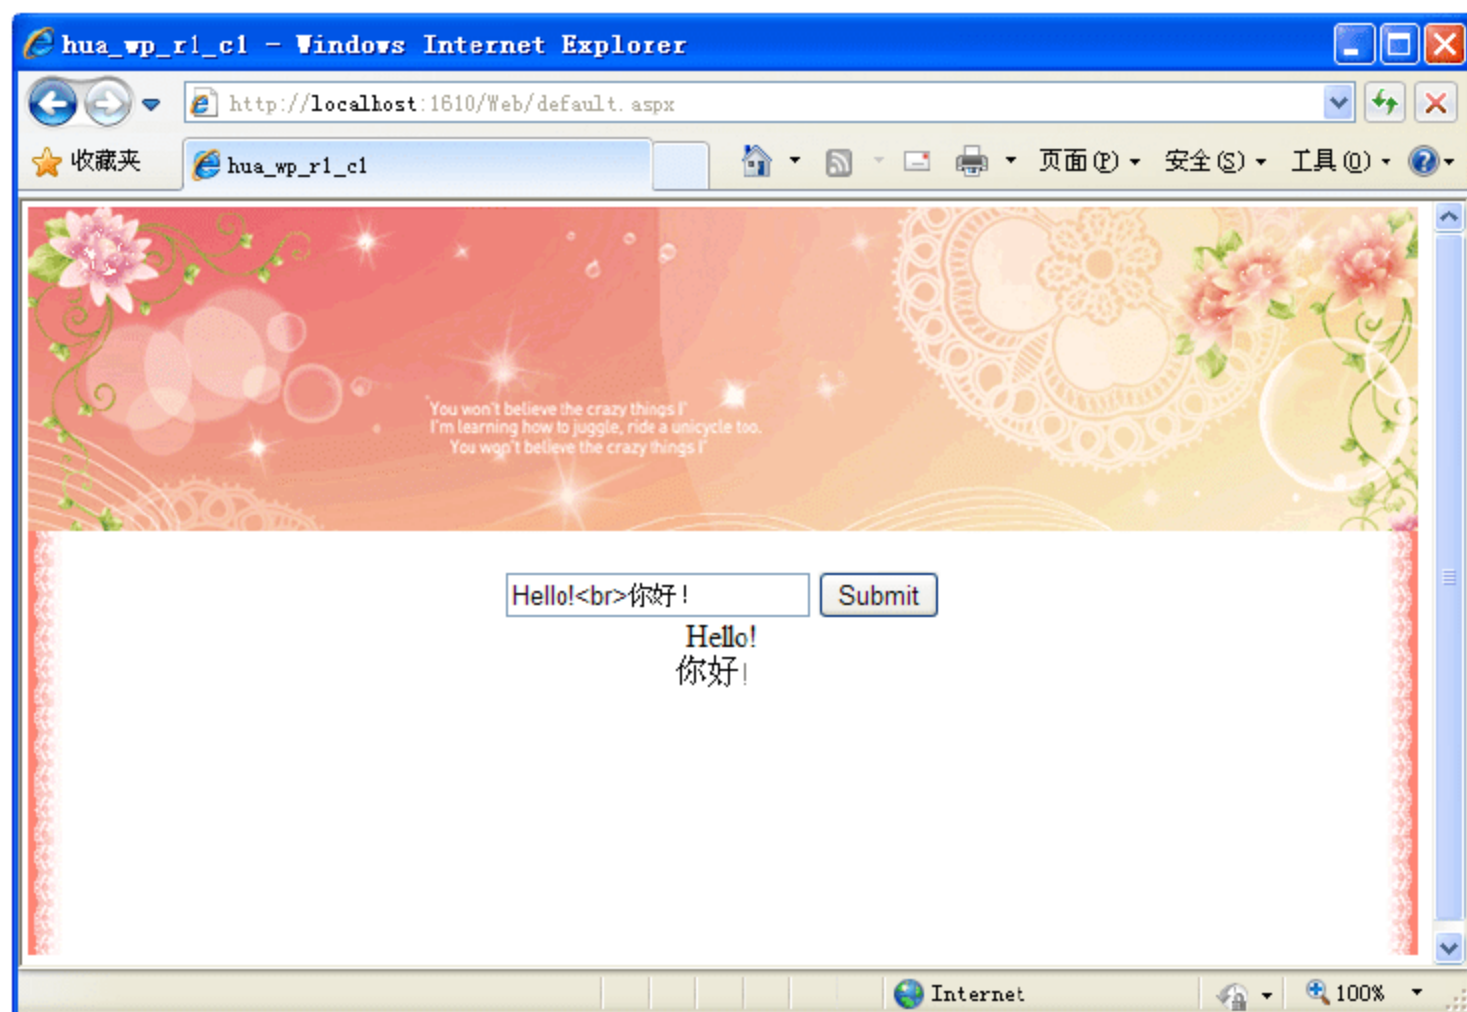 hua_wp_r1_c1 - Windows Internet Explorer
http://localhost:1610/Web/default.aspx
收藏夹 hua_wp_r1_c1 页面(P) 安全(S) 工具(O)
You won't believe the crazy things I'
I'm learning how to juggle, ride a unicycle too.
You won't believe the crazy things I'
Hello!<br>你好! Submit
Hello!
你好!
Internet 100%